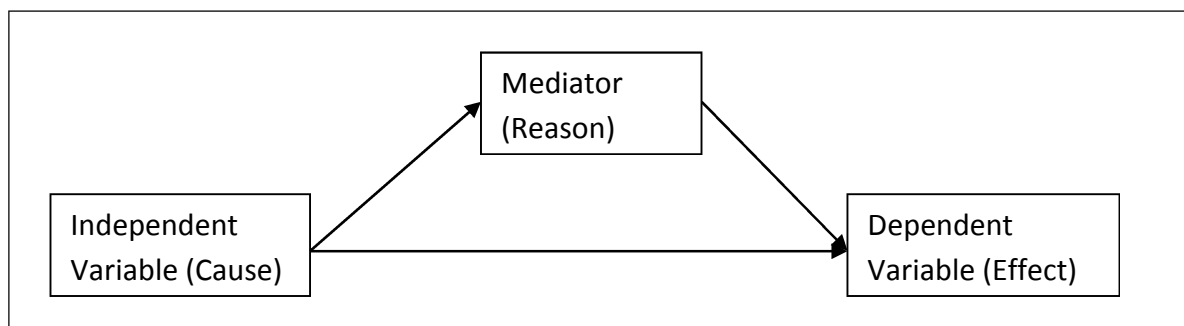 Mediator
(Reason)
Independent
Variable (Cause)
Dependent
Variable (Effect)